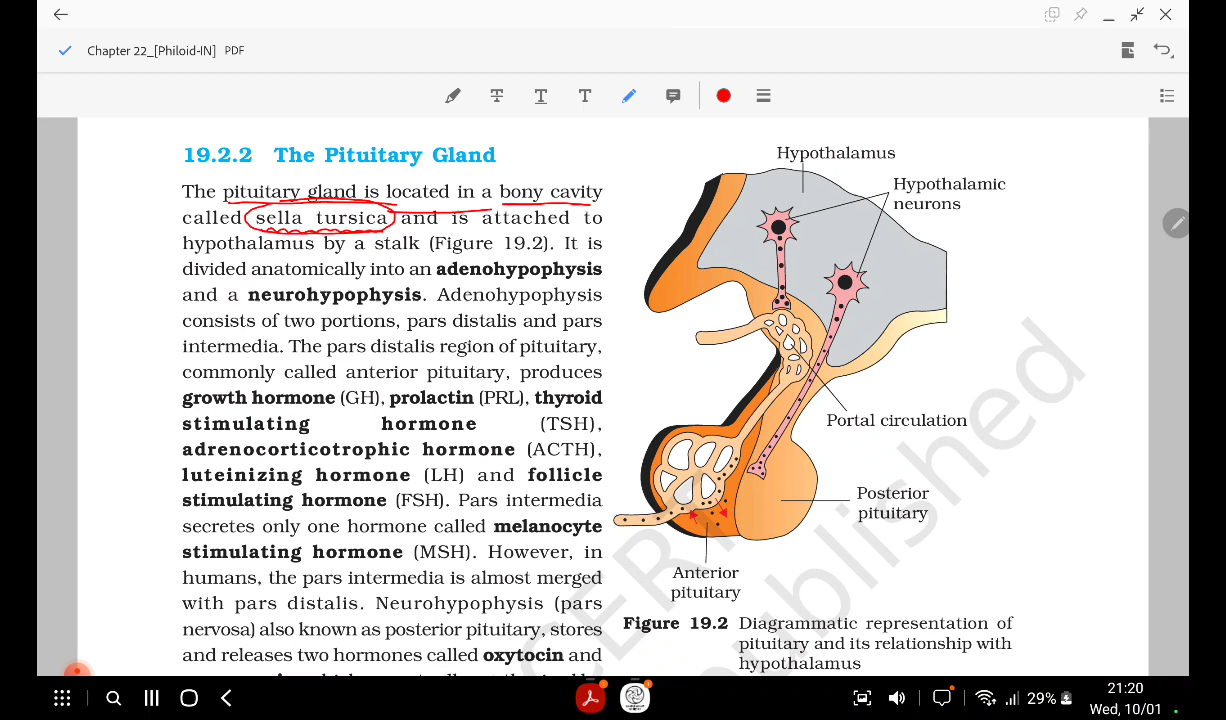 Chapter 22_[Philoid-IN] PDF
19.2.2 The Pituitary Gland
The pituitary gland is located in a bony cavity
called sella tursica and is attached to
hypothalamus by a stalk (Figure 19.2). It is
divided anatomically into an adenohypophysis
and a neurohypophysis. Adenohypophysis
consists of two portions, pars distalis and pars
intermedia. The pars distalis region of pituitary,
commonly called anterior pituitary, produces
growth hormone (GH), prolactin (PRL), thyroid
stimulating hormone (TSH),
adrenocorticotrophic hormone (ACTH),
luteinizing hormone (LH) and follicle
stimulating hormone (FSH). Pars intermedia
secretes only one hormone called melanocyte
stimulating hormone (MSH). However, in
humans, the pars intermedia is almost merged
with pars distalis. Neurohypophysis (pars
nervosa) also known as posterior pituitary, stores
and releases two hormones called oxytocin and
Hypothalamus
Hypothalamic
neurons
Portal circulation
Posterior
pituitary
Anterior
pituitary
Figure 19.2 Diagrammatic representation of
pituitary and its relationship with
hypothalamus
published
29%
21:20
Wed, 10/01